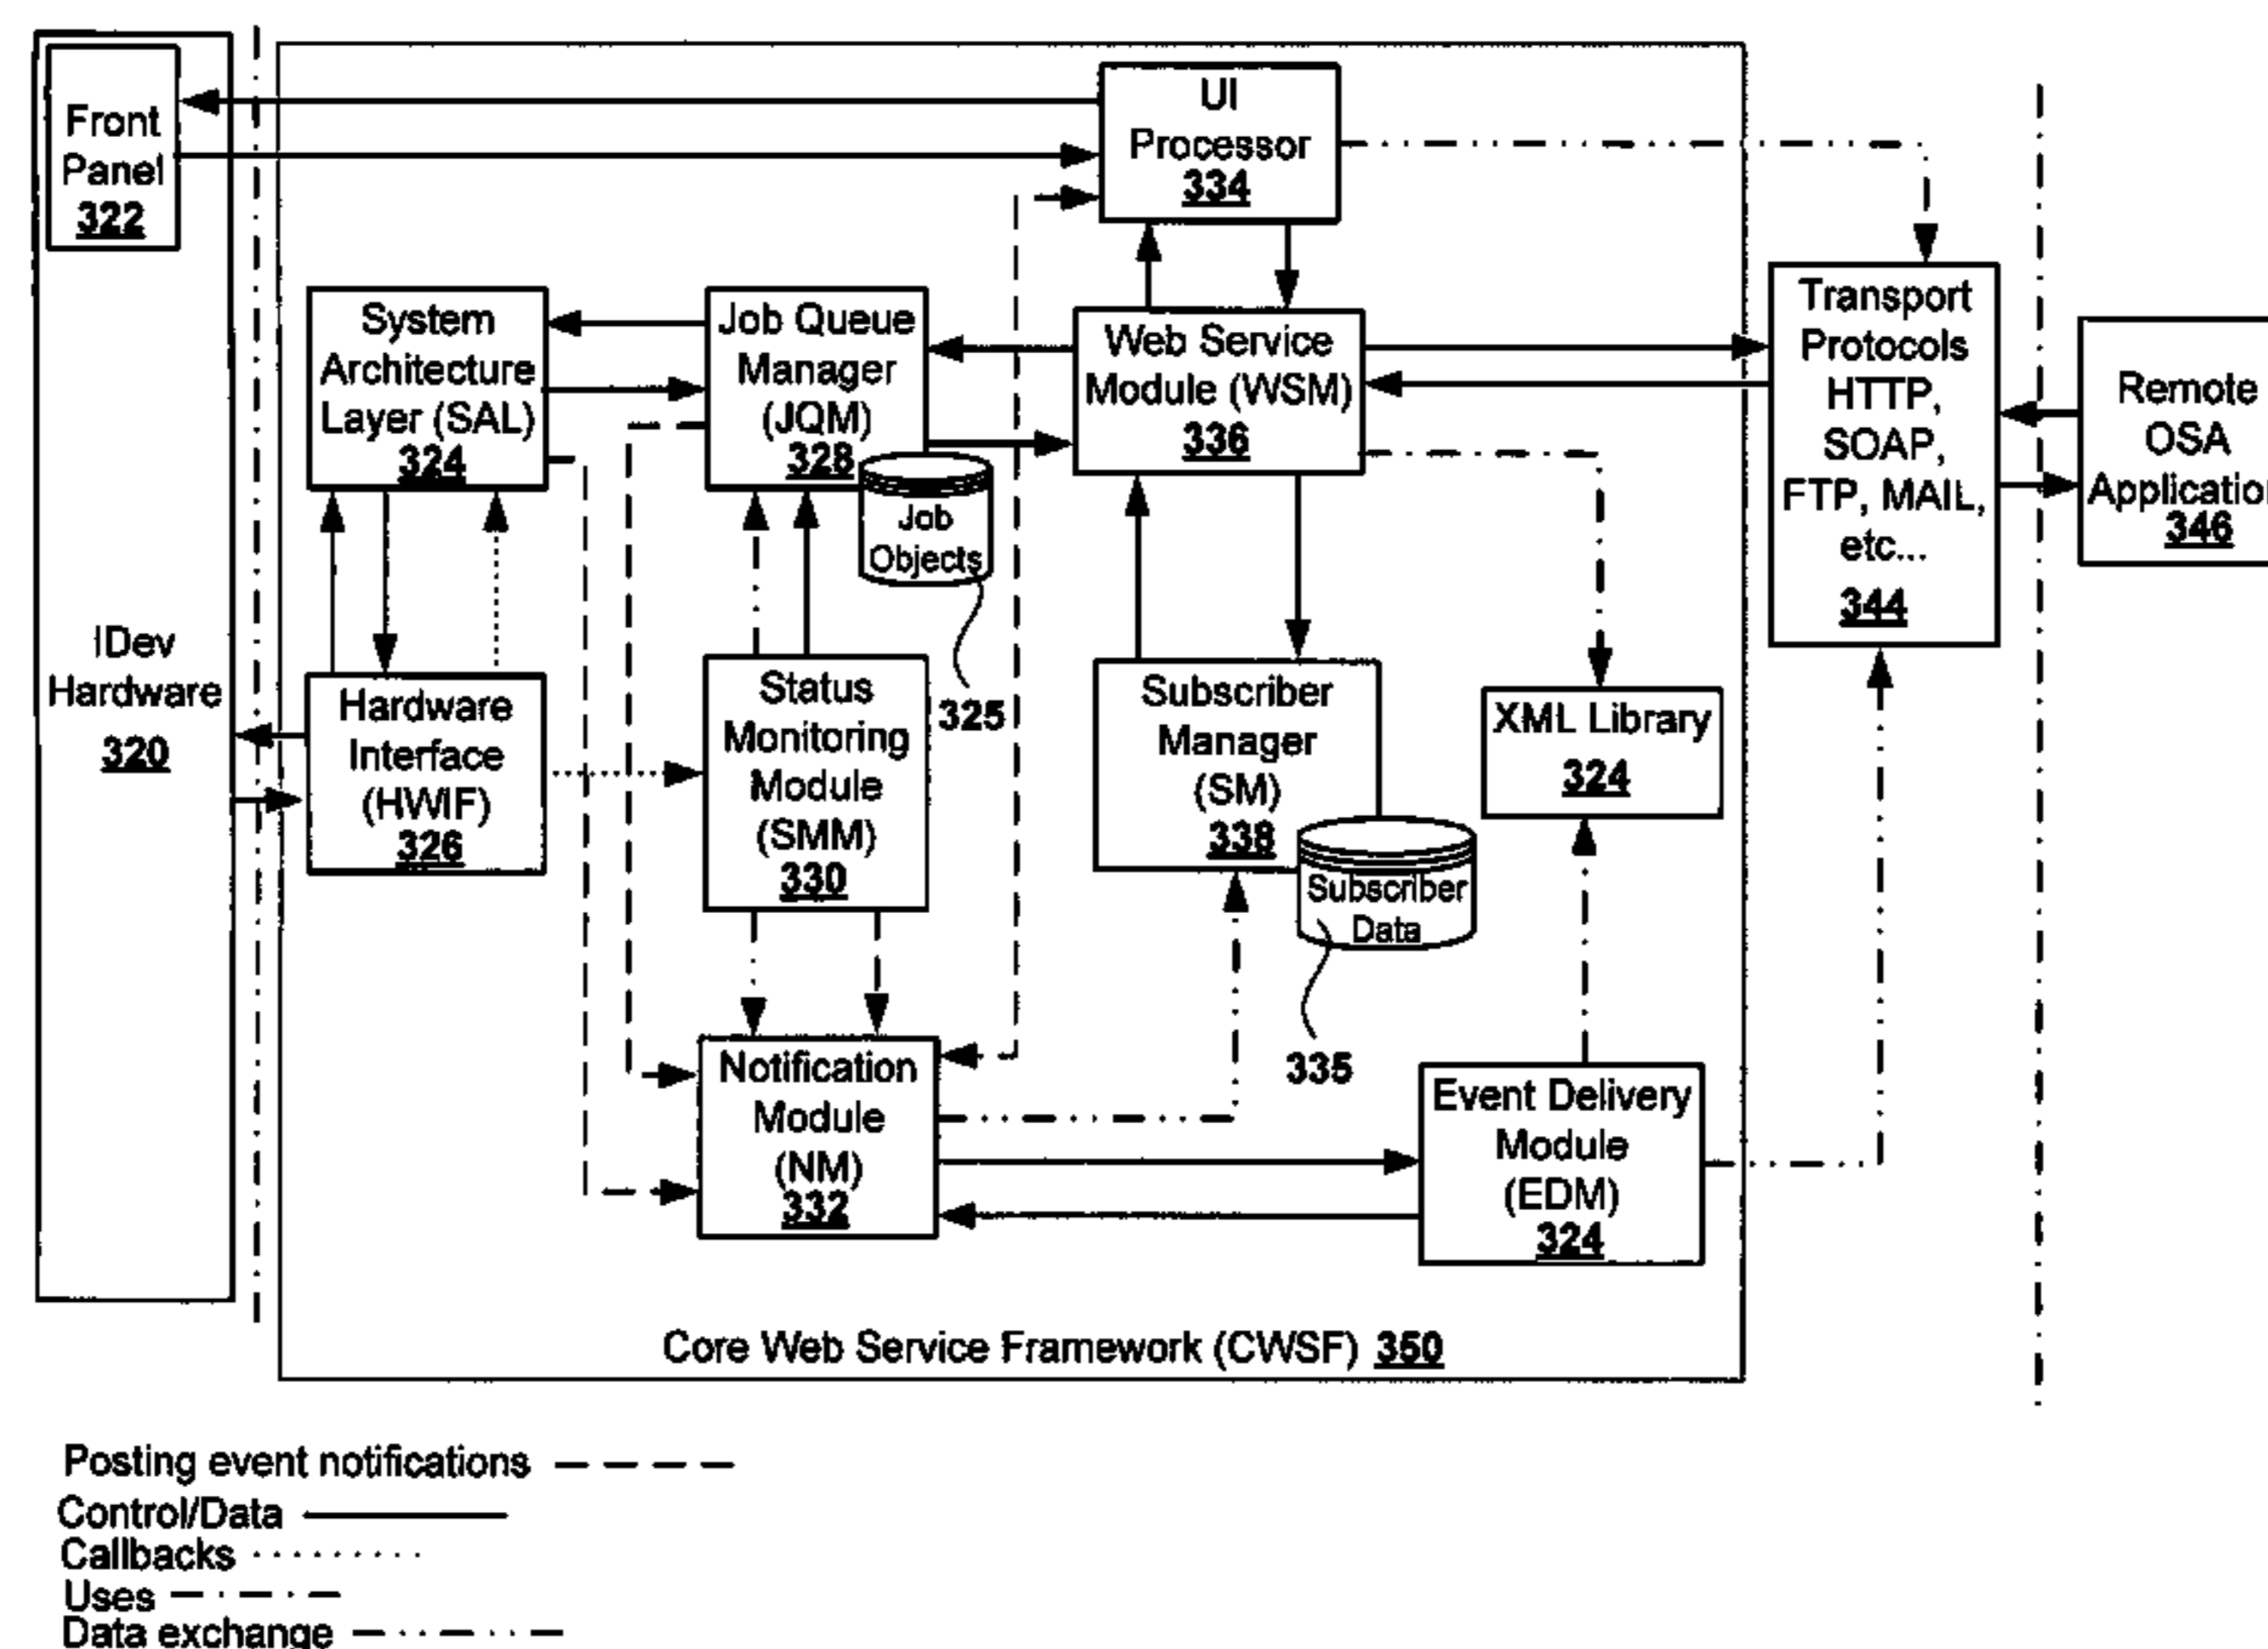 Front
Panel
322
IDev
Hardware
320
UI
Processor
334
System
Architecture
Layer (SAL)
324
Job Queue
Manager
(JQM)
328
Job
Objects
325
Web Service
Module (WSM)
336
Transport
Protocols
HTTP,
SOAP,
FTP, MAIL,
etc...
344
Remote
OSA
Application
346
Hardware
Interface
(HWIF)
326
Status
Monitoring
Module
(SMM)
330
Subscriber
Manager
(SM)
338
Subscriber
Data
335
XML Library
324
Notification
Module
(NM)
332
Event Delivery
Module
(EDM)
324
Core Web Service Framework (CWSF) 350
Posting event notifications
Control/Data
Callbacks
Uses
Data exchange